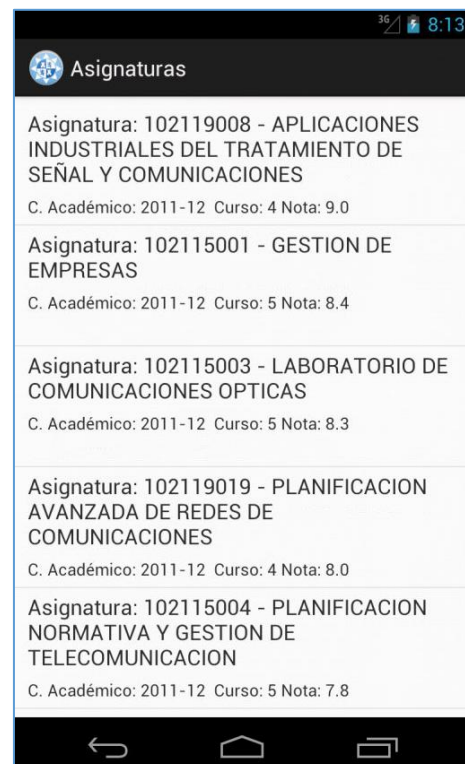 36 8:13
Asignaturas
Asignatura: 102119008 - APLICACIONES
INDUSTRIALES DEL TRATAMIENTO DE
SEÑAL Y COMUNICACIONES
C. Académico: 2011-12 Curso: 4 Nota: 9.0
Asignatura: 102115001 - GESTION DE
EMPRESAS
C. Académico: 2011-12 Curso: 5 Nota: 8.4
Asignatura: 102115003 - LABORATORIO DE
COMUNICACIONES OPTICAS
C. Académico: 2011-12 Curso: 5 Nota: 8.3
Asignatura: 102119019 - PLANIFICACION
AVANZADA DE REDES DE
COMUNICACIONES
C. Académico: 2011-12 Curso: 4 Nota: 8.0
Asignatura: 102115004 - PLANIFICACION
NORMATIVA Y GESTION DE
TELECOMUNICACION
C. Académico: 2011-12 Curso: 5 Nota: 7.8